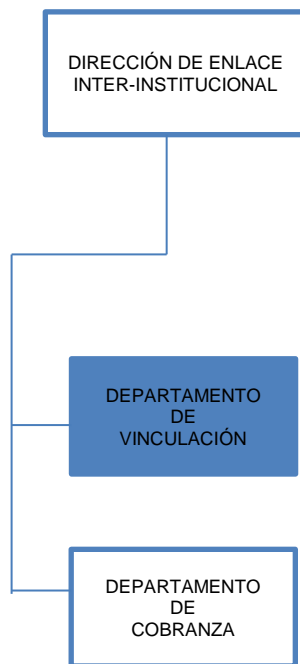 DIRECCIÓN DE ENLACE
INTER-INSTITUCIONAL
DEPARTAMENTO
DE
VINCULACIÓN
DEPARTAMENTO
DE
COBRANZA